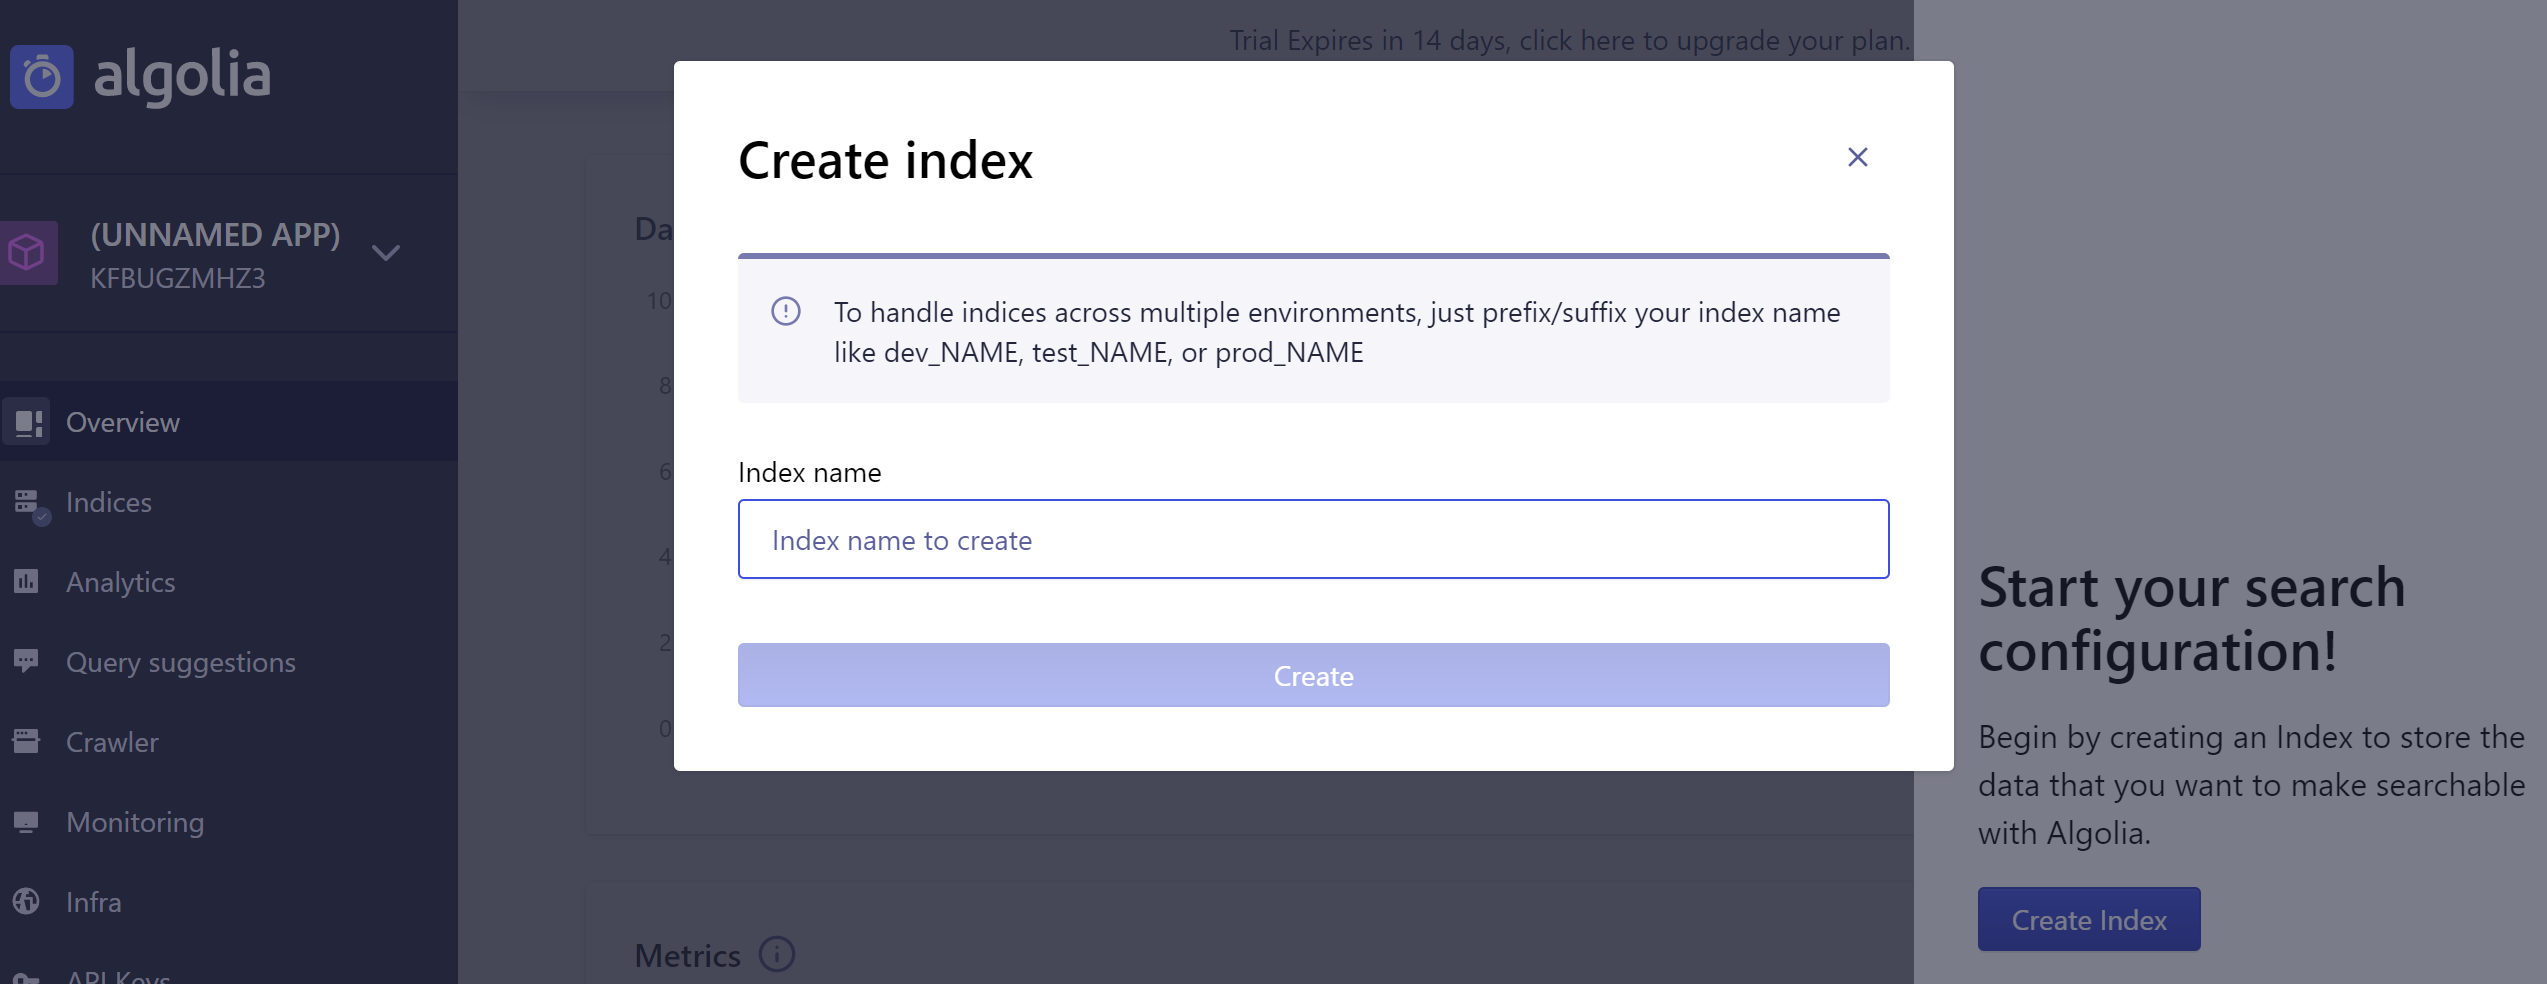 algolia
(UNNAMED APP)
KFBUGZMHZ3
Overview
Indices
Analytics
Query suggestions
Crawler
Monitoring
Infra
API Keys
Trial Expires in 14 days, click here to upgrade your plan.
Da
10
8
6
4
2
0
Metrics
Create index
To handle indices across multiple environments, just prefix/suffix your index name
like dev_NAME, test_NAME, or prod_NAME
Index name
Index name to create
Create
Start your search
configuration!
Begin by creating an Index to store the
data that you want to make searchable
with Algolia.
Create Index